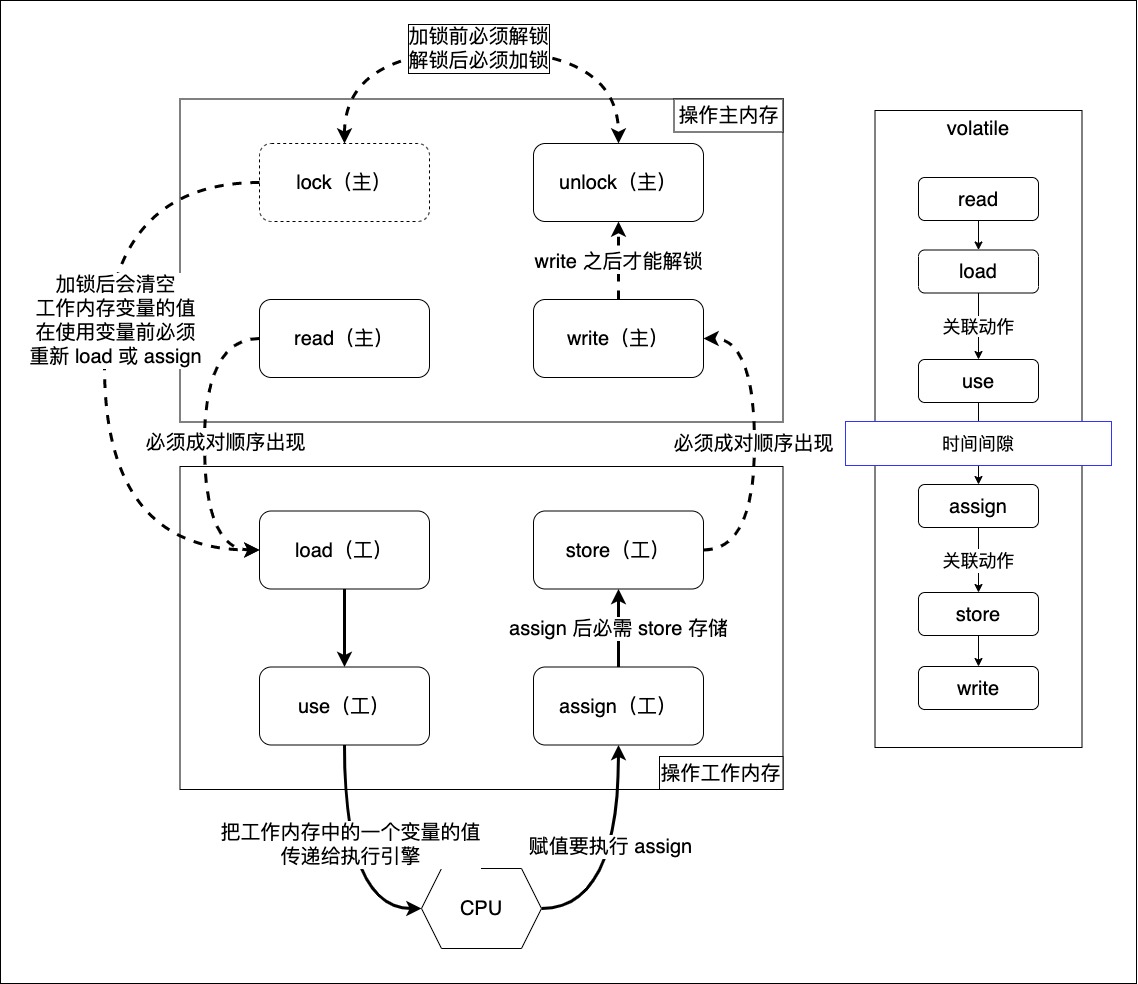 加锁前必须解锁
解锁后必须加锁
操作主内存
lock（主）
unlock（主）
write 之后才能解锁
加锁后会清空
工作内存变量的值
在使用变量前必须
重新 load 或 assign
read（主）
write（主）
必须成对顺序出现
必须成对顺序出现
load（工）
store（工）
assign 后必需 store 存储
use（工）
assign（工）
操作工作内存
把工作内存中的一个变量的值
传递给执行引擎
赋值要执行 assign
CPU
volatile
read
load
关联动作
use
时间间隙
assign
关联动作
store
write